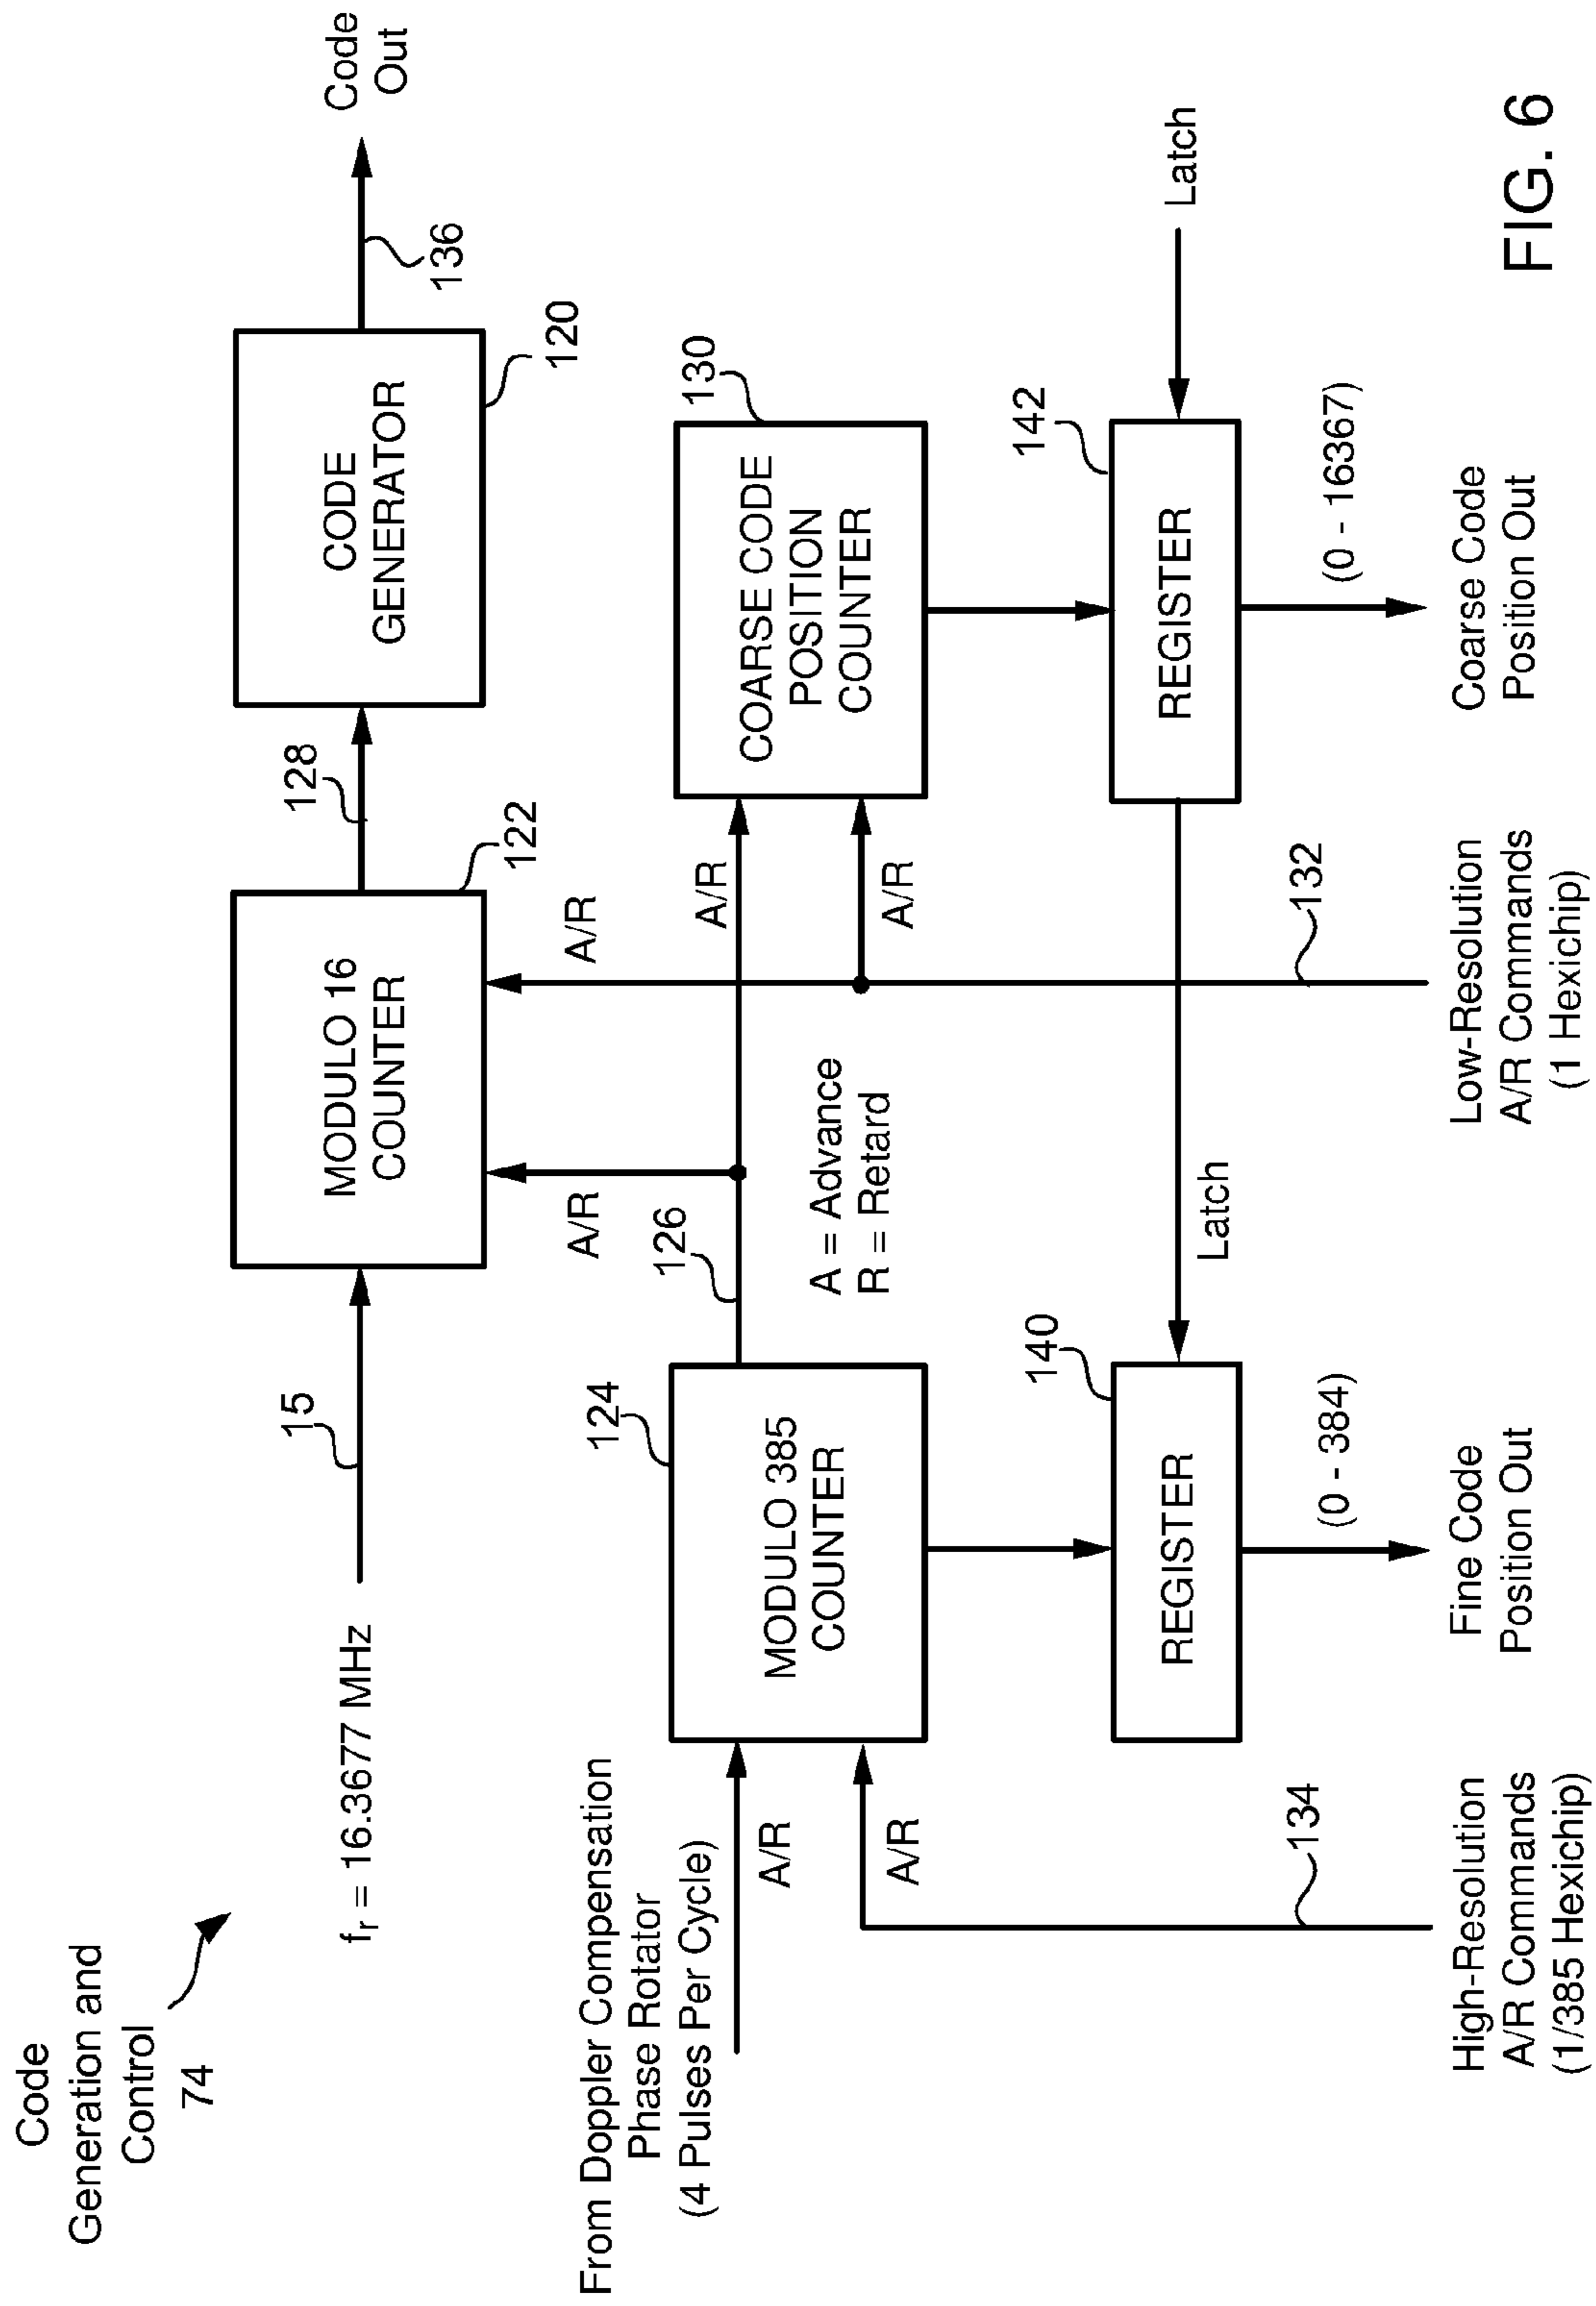 Code
Generation and
Control
74
fr = 16.3677 MHz
15
MODULO 16
COUNTER
122
128
CODE
GENERATOR
120
136
Code
Out
From Doppler Compensation
Phase Rotator
(4 Pulses Per Cycle)
A/R
A/R
MODULO 385
COUNTER
124
126
A/R
A/R
A = Advance
R = Retard
A/R
A/R
COARSE CODE
POSITION
COUNTER
130
134
High-Resolution
A/R Commands
(1/385 Hexichip)
REGISTER
140
(0 - 384)
Fine Code
Position Out
Latch
132
Low-Resolution
A/R Commands
(1 Hexichip)
REGISTER
142
(0 - 16367)
Coarse Code
Position Out
Latch
FIG. 6